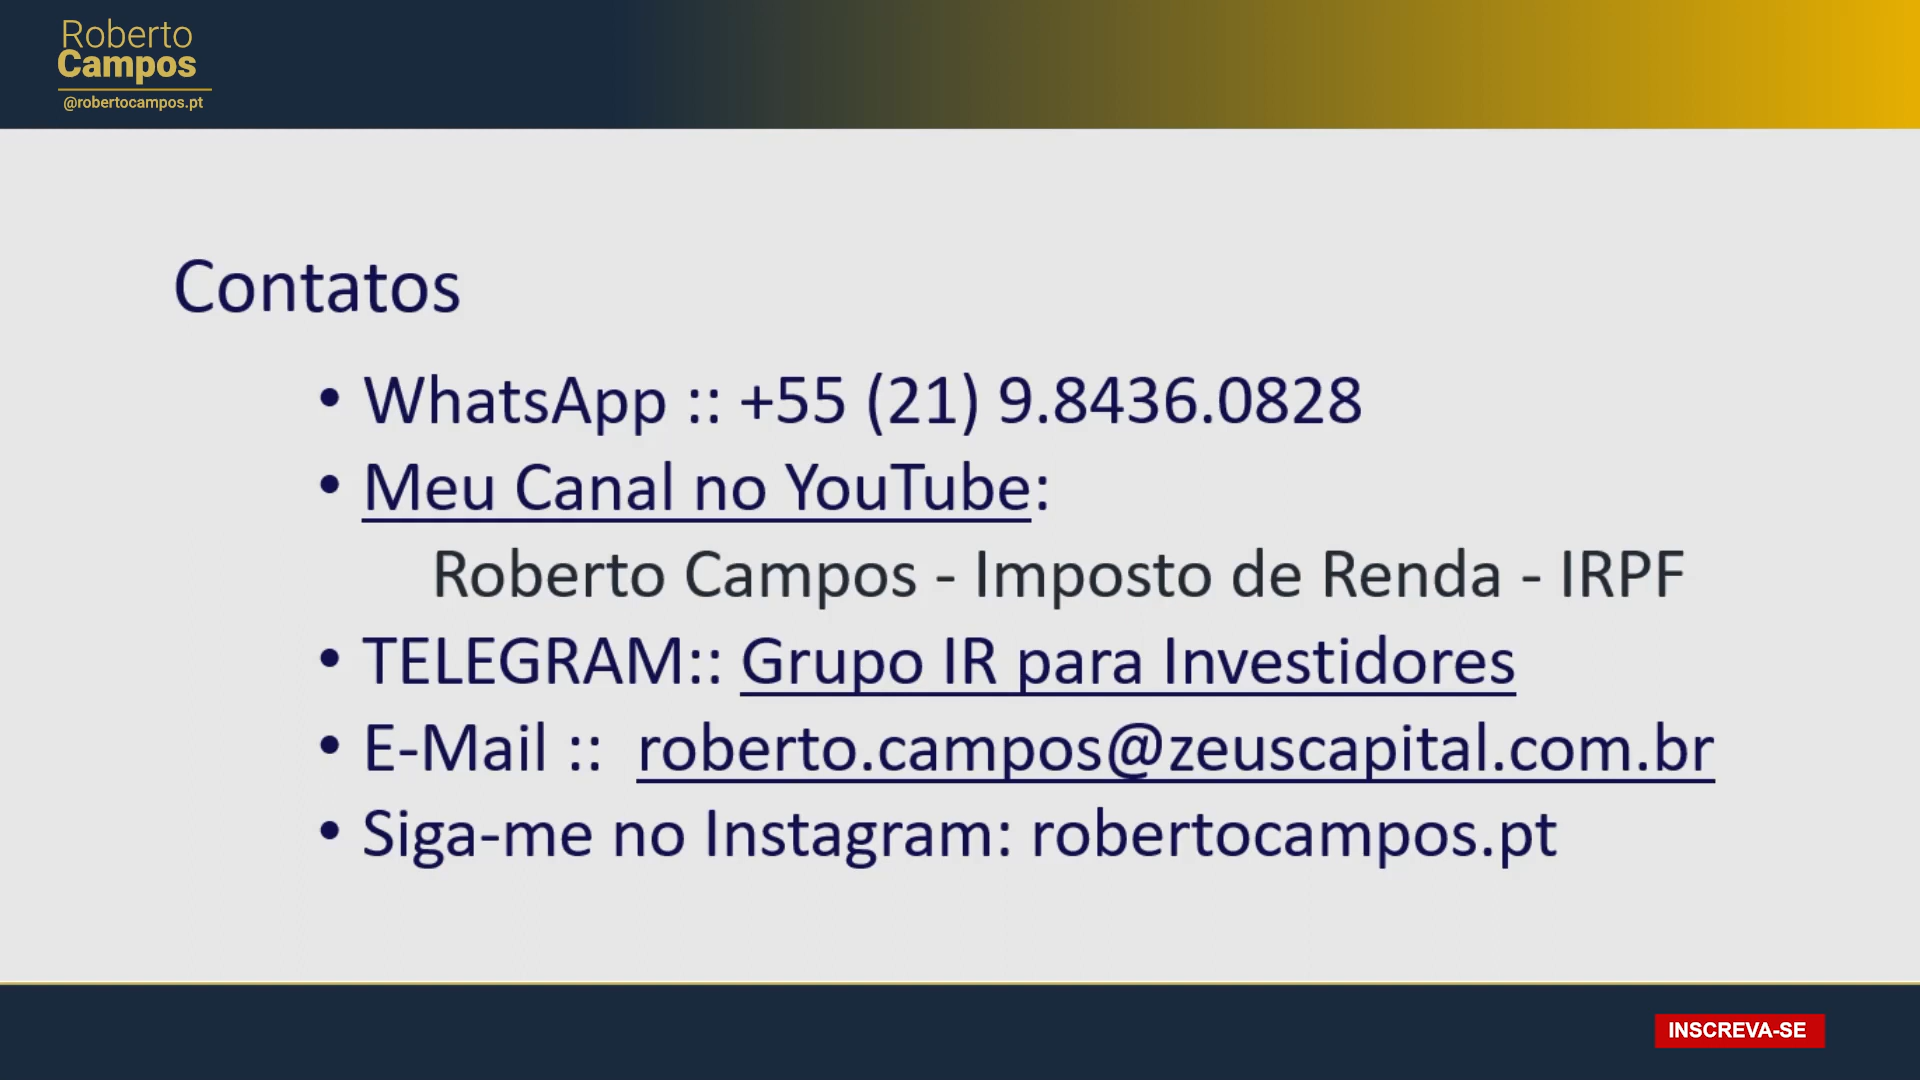 Roberto
Campos
@robertocampos.pt
Contatos
• WhatsApp :: +55 (21) 9.8436.0828
• Meu Canal no YouTube:
Roberto Campos - Imposto de Renda - IRPF
• TELEGRAM:: Grupo IR para Investidores
• E-Mail :: roberto.campos@zeuscapital.com.br
• Siga-me no Instagram: robertocampos.pt
INSCREVA-SE